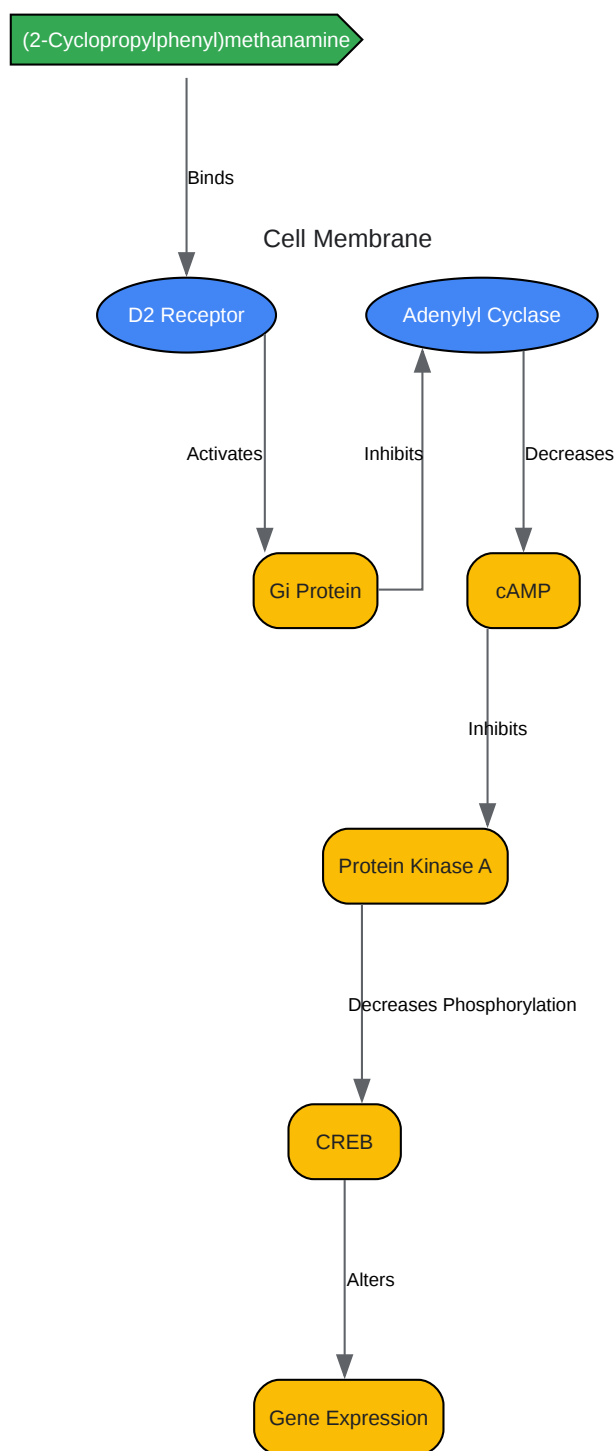 (2-Cyclopropylphenyl)methanamine
Binds
Cell Membrane
D2 Receptor
Adenylyl Cyclase
Activates
Inhibits
Decreases
Gi Protein
cAMP
Inhibits
Protein Kinase A
Decreases Phosphorylation
CREB
Alters
Gene Expression